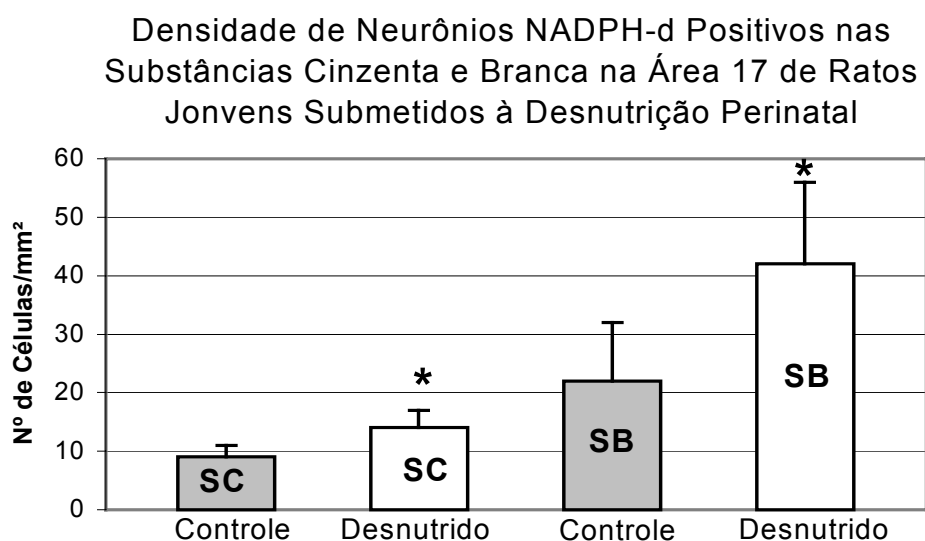 Densidade de Neurônios NADPH-d Positivos nas
Substâncias Cinzenta e Branca na Área 17 de Ratos
Jonvens Submetidos à Desnutrição Perinatal
Nº de Células/mm²
60
50
40
30
20
10
0
*
*
SC
SC
SB
SB
Controle Desnutrido Controle Desnutrido